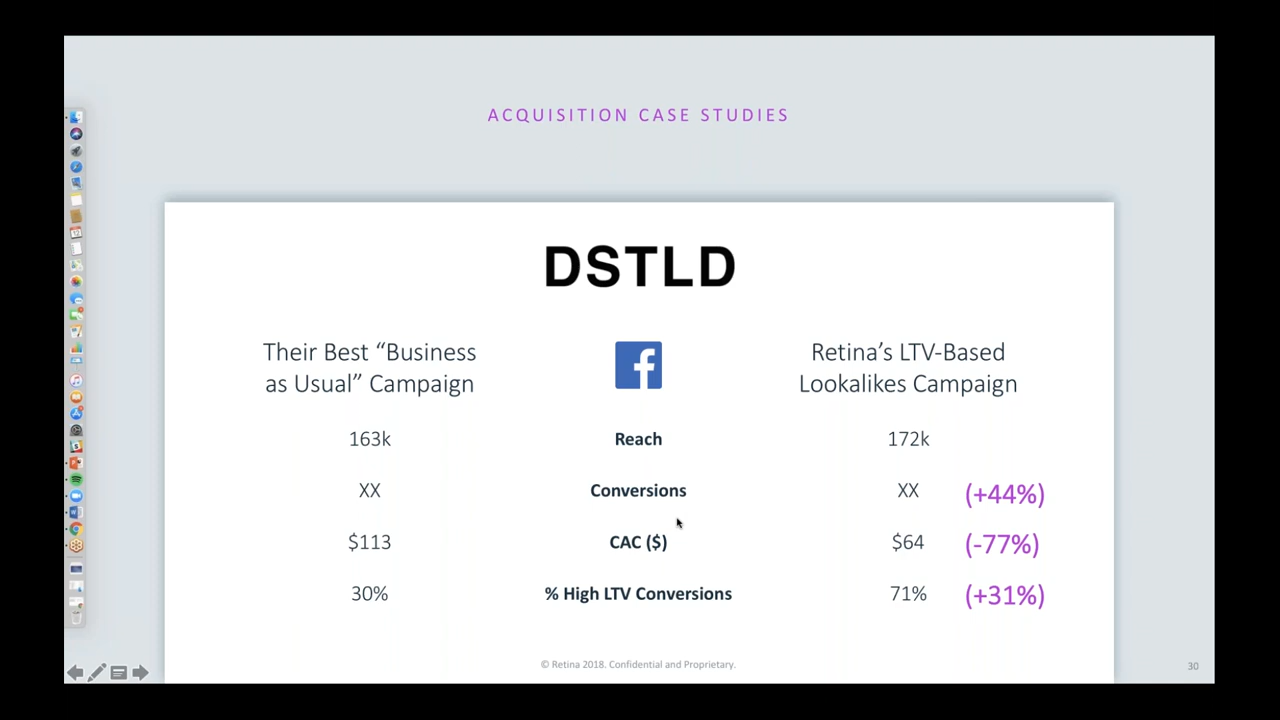 ACQUISITION CASE STUDIES
DSTLD
Their Best “Business
as Usual” Campaign
Retina’s LTV-Based
Lookalikes Campaign
163k Reach 172k
XX Conversions XX (+44%)
$113 CAC ($) $64 (-77%)
30% % High LTV Conversions 71% (+31%)
© Retina 2018. Confidential and Proprietary.
30